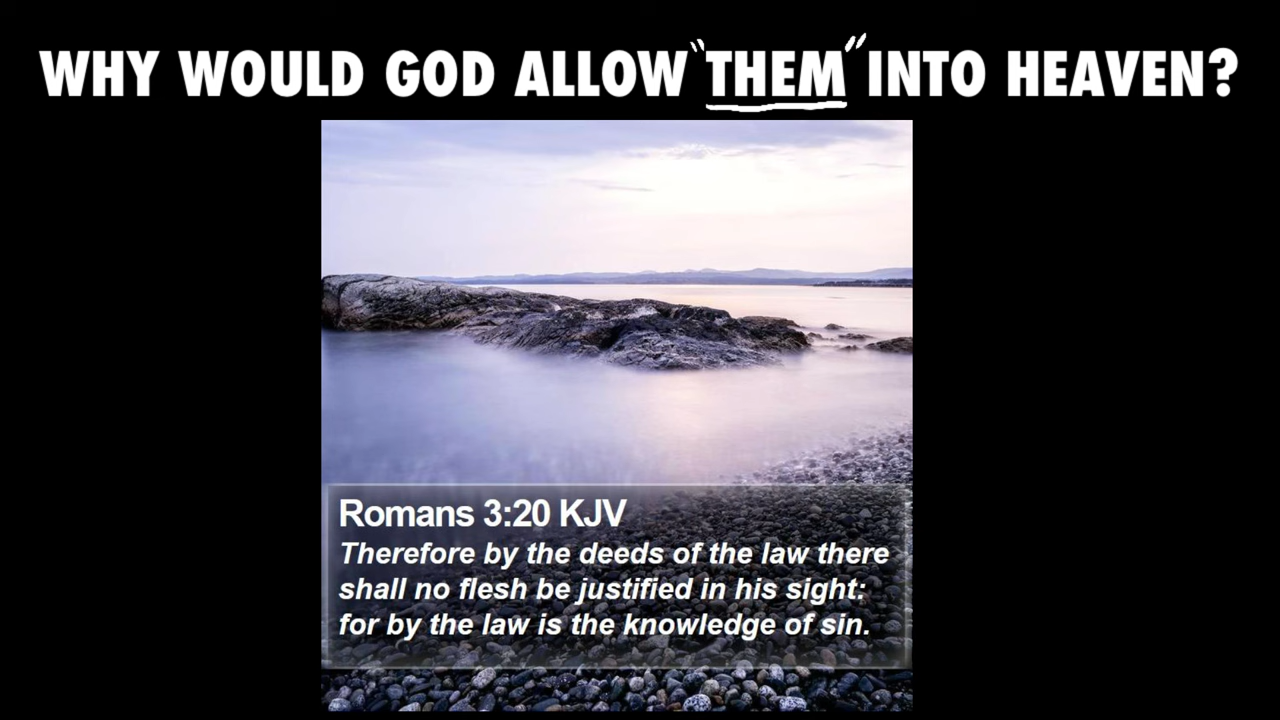 WHY WOULD GOD ALLOW "THEM" INTO HEAVEN?
Romans 3:20 KJV
Therefore by the deeds of the law there
shall no flesh be justified in his sight:
for by the law is the knowledge of sin.